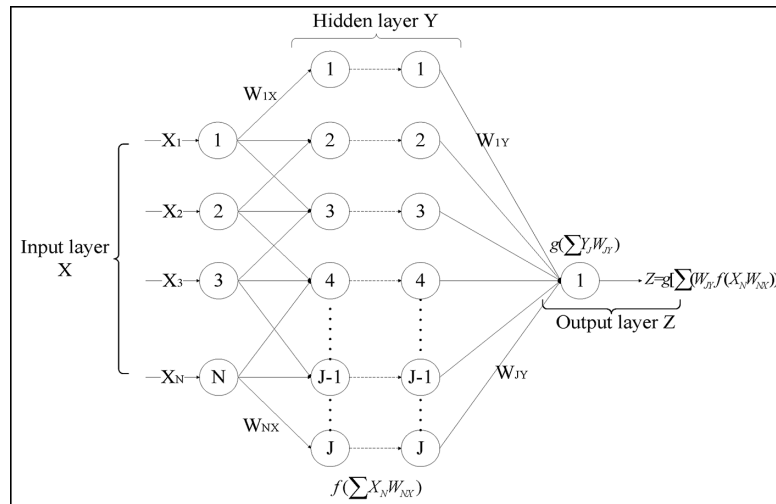 Hidden layer Y
1 1
W1X
X1 1 2 2 W1Y
X2 2 3 3
g(∑YJWJY)
Input layer
X
X3 3 4 4 1 Z=g[∑(WJY f(XNWNX))
Output layer Z
XN N J-1 J-1 WJY
WNX
J J
f(∑XNWNX)